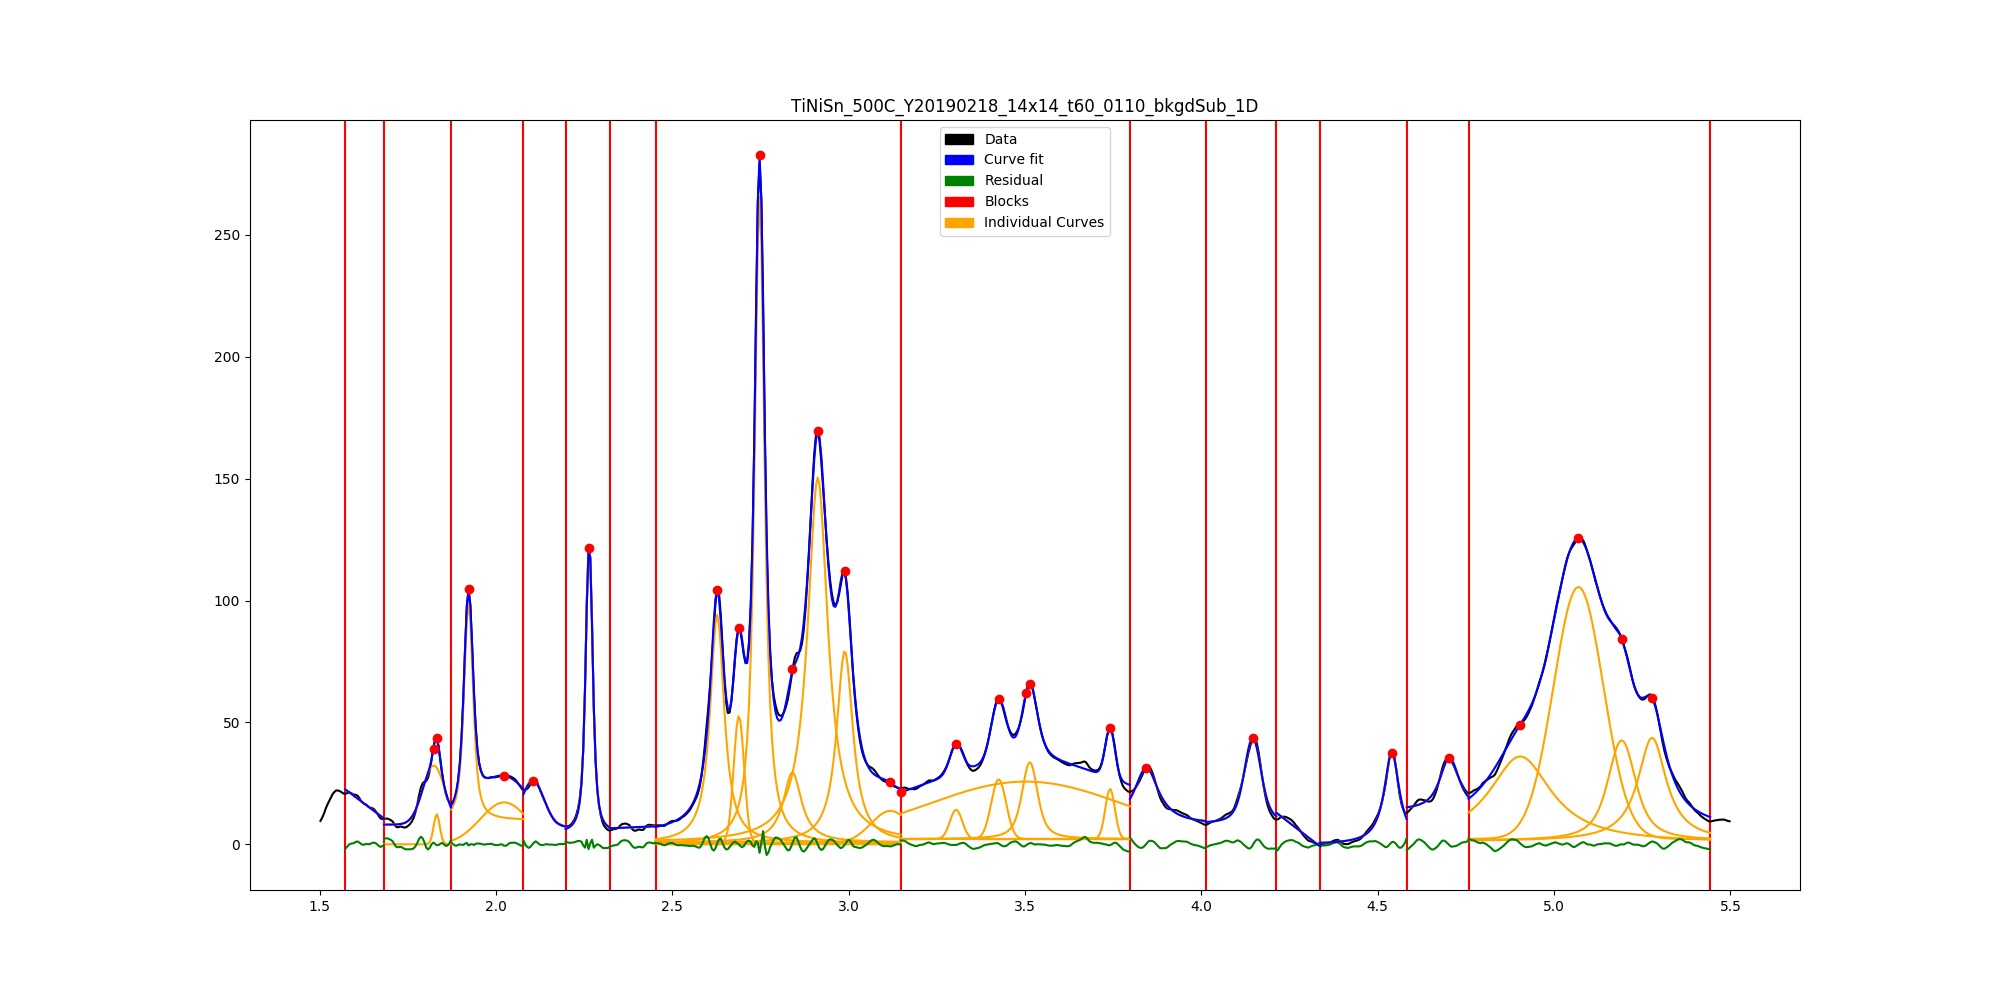 TiNiSn_500C_Y20190218_14x14_t60_0110_bkgdSub_1D
Data
Curve fit
Residual
Blocks
Individual Curves
250
200
150
100
50
0
1.5 2.0 2.5 3.0 3.5 4.0 4.5 5.0 5.5